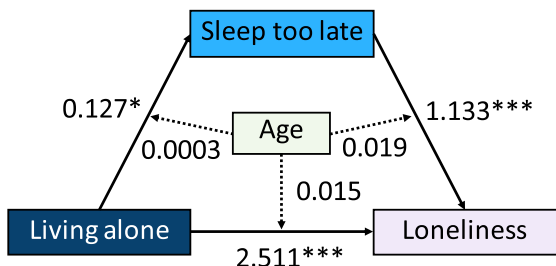 Sleep too late
0.127*
1.133***
Age
0.0003
0.019
0.015
Living alone
Loneliness
2.511***